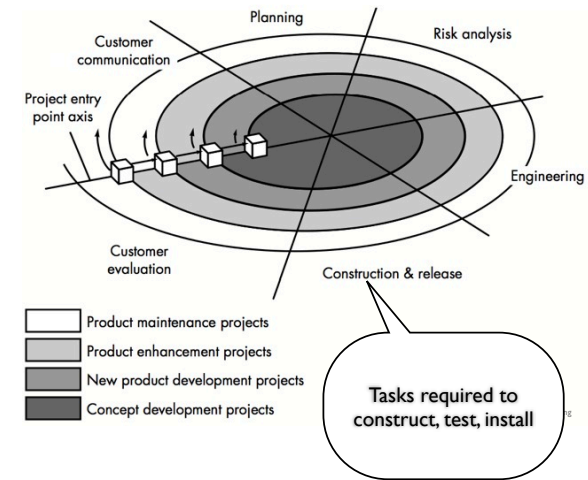 Planning
Risk analysis
Customer
communication
Project entry
point axis
Engineering
Customer
evaluation
Construction & release
Product maintenance projects
Product enhancement projects
New product development projects
Concept development projects
Tasks required to
construct, test, install